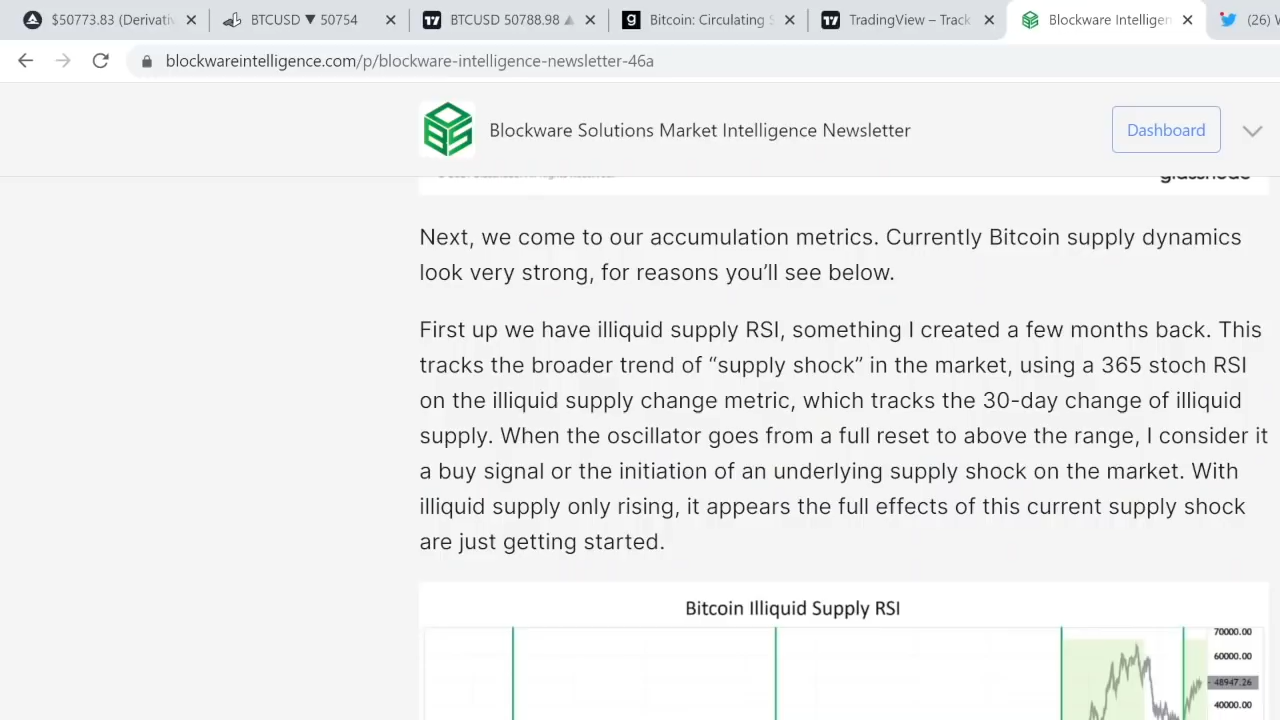 $50773.83 (Derivativ
BTCUSD ▼ 50754
BTCUSD 50788.98 ▲
Bitcoin: Circulating S
TradingView – Track
Blockware Intelligen
(26)
blockwareintelligence.com/p/blockware-intelligence-newsletter-46a
Blockware Solutions Market Intelligence Newsletter
Dashboard
glassnode
Next, we come to our accumulation metrics. Currently Bitcoin supply dynamics
look very strong, for reasons you’ll see below.
First up we have illiquid supply RSI, something I created a few months back. This
tracks the broader trend of “supply shock” in the market, using a 365 stoch RSI
on the illiquid supply change metric, which tracks the 30-day change of illiquid
supply. When the oscillator goes from a full reset to above the range, I consider it
a buy signal or the initiation of an underlying supply shock on the market. With
illiquid supply only rising, it appears the full effects of this current supply shock
are just getting started.
Bitcoin Illiquid Supply RSI
70000.00
60000.00
48947.26
40000.00